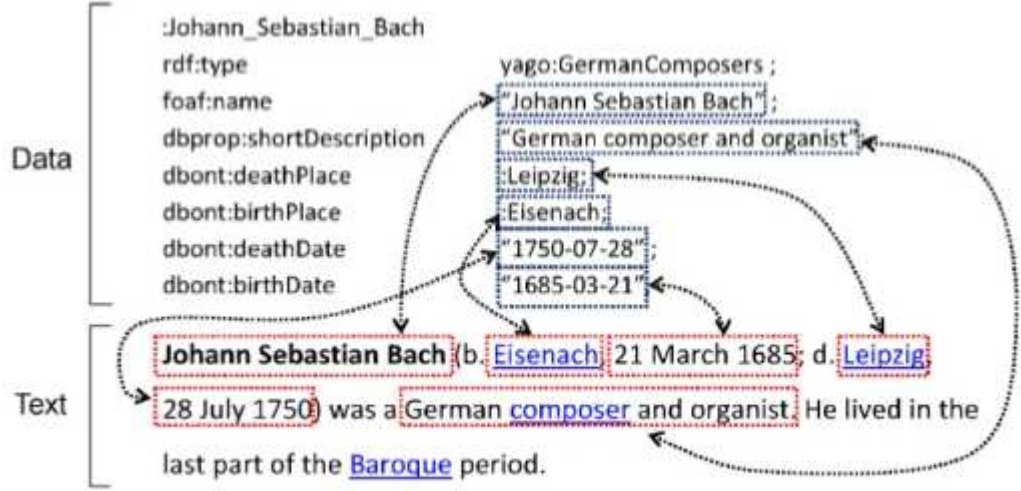 :Johann_Sebastian_Bach
rdf:type yago:GermanComposers ;
foaf:name "Johann Sebastian Bach" ;
dbprop:shortDescription "German composer and organist"
Data
dbont:deathPlace :Leipzig;
dbont:birthPlace :Eisenach;
dbont:deathDate "1750-07-28" ;
dbont:birthDate "1685-03-21"
Johann Sebastian Bach (b. Eisenach, 21 March 1685; d. Leipzig,
Text
28 July 1750) was a German composer and organist. He lived in the
last part of the Baroque period.